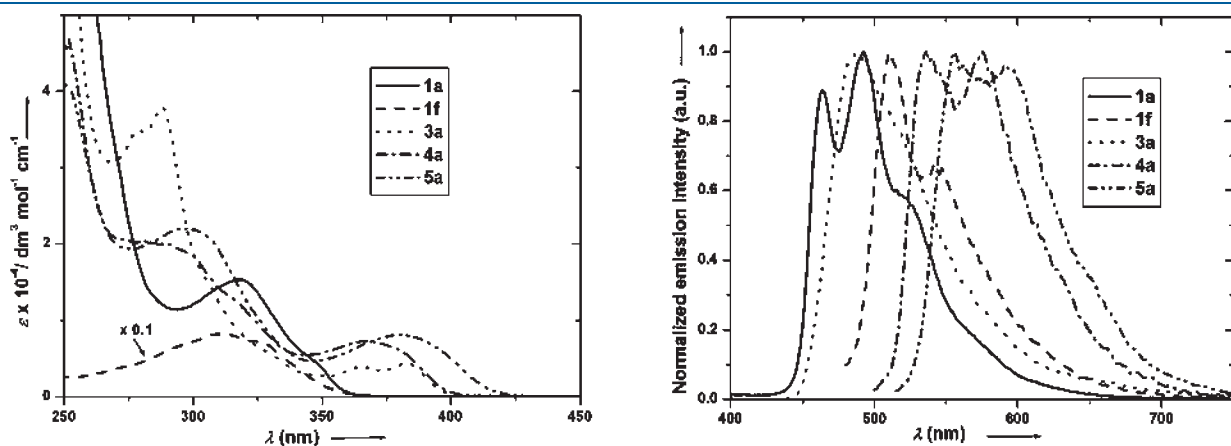 ε x 10⁻⁴/ dm³ mol⁻¹ cm⁻¹
4
2
0
1a
1f
3a
4a
5a
x 0.1
250 300 350 400 450
λ (nm)
Normalized emission intensity (a.u.)
1.0
0.8
0.6
0.4
0.2
0.0
1a
1f
3a
4a
5a
400 500 600 700
λ (nm)